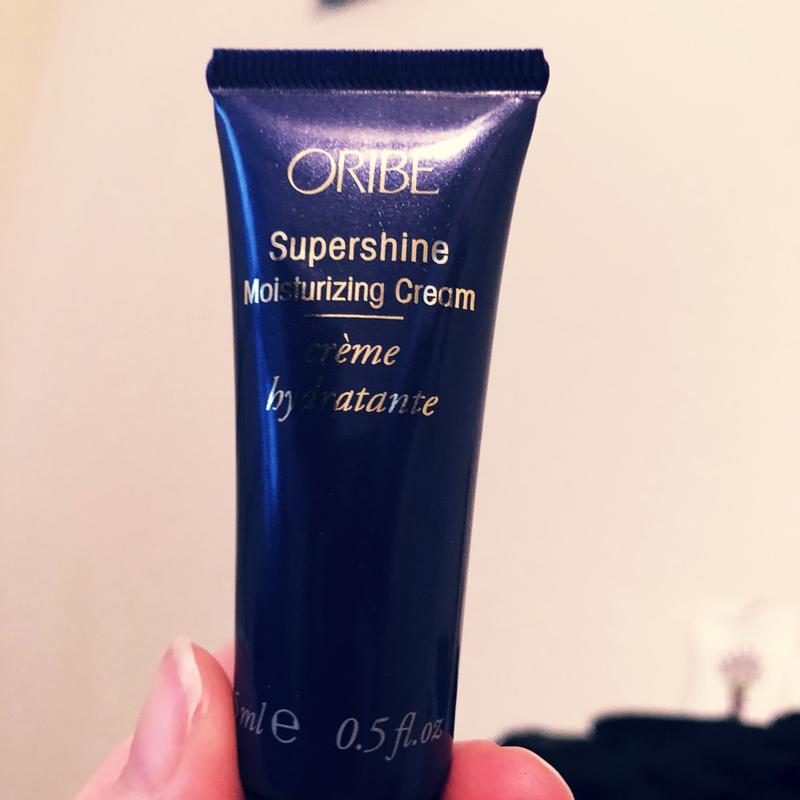 ORIBE
Supershine
Moisturizing Cream
crème
hydratante
ml ℮ 0.5 fl.oz